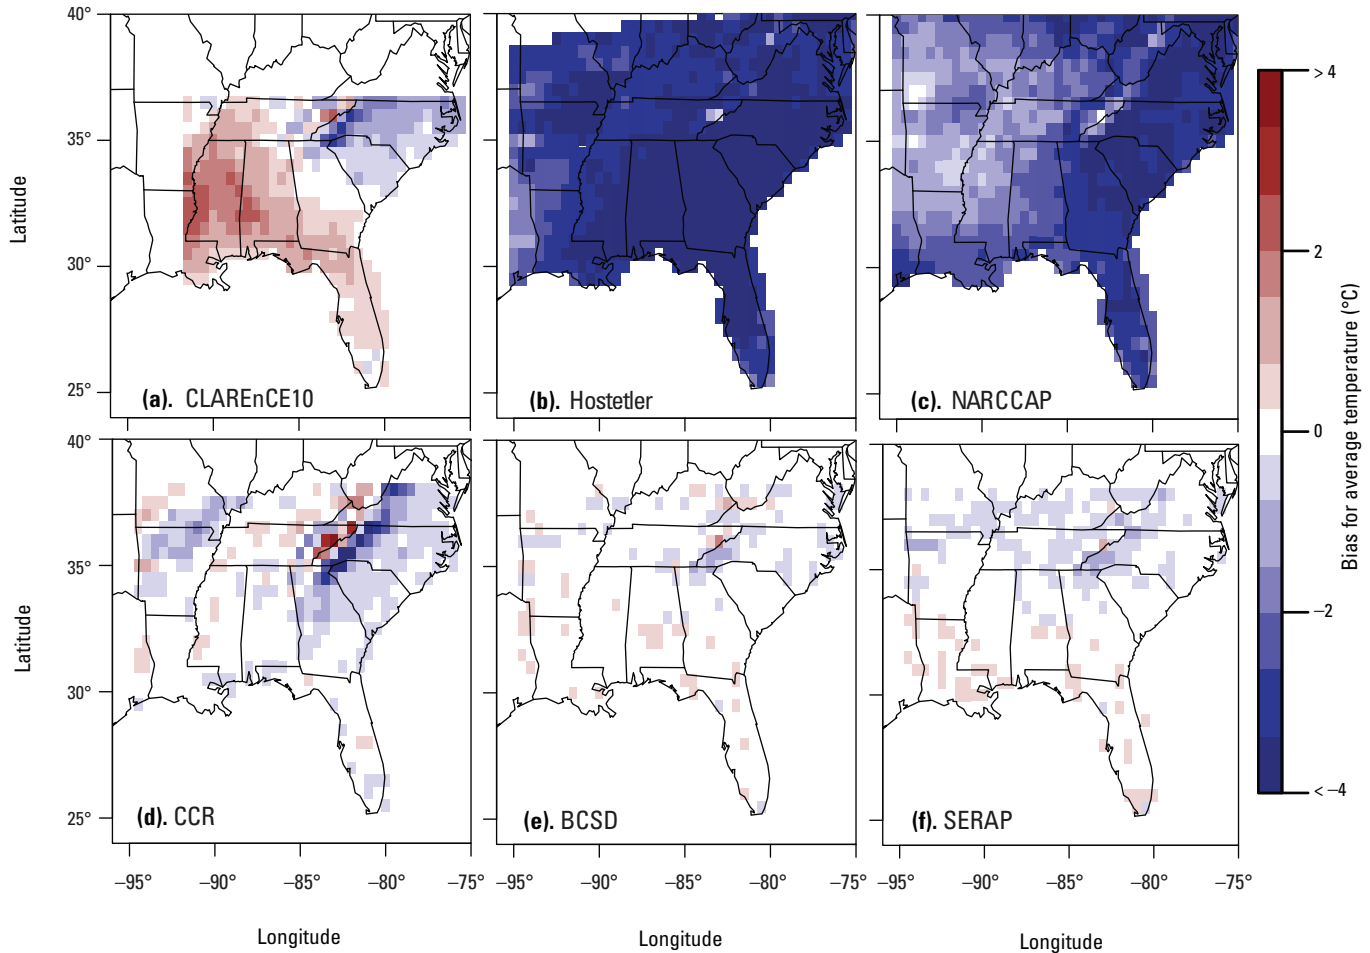 40°
35°
30°
25°
Latitude
(a). CLAREnCE10
(b). Hostetler
(c). NARCCAP
> 4
2
0
–2
< –4
Bias for average temperature (°C)
40°
35°
30°
25°
Latitude
(d). CCR
(e). BCSD
(f). SERAP
–95° –90° –85° –80° –75°
–95° –90° –85° –80° –75°
–95° –90° –85° –80° –75°
Longitude
Longitude
Longitude